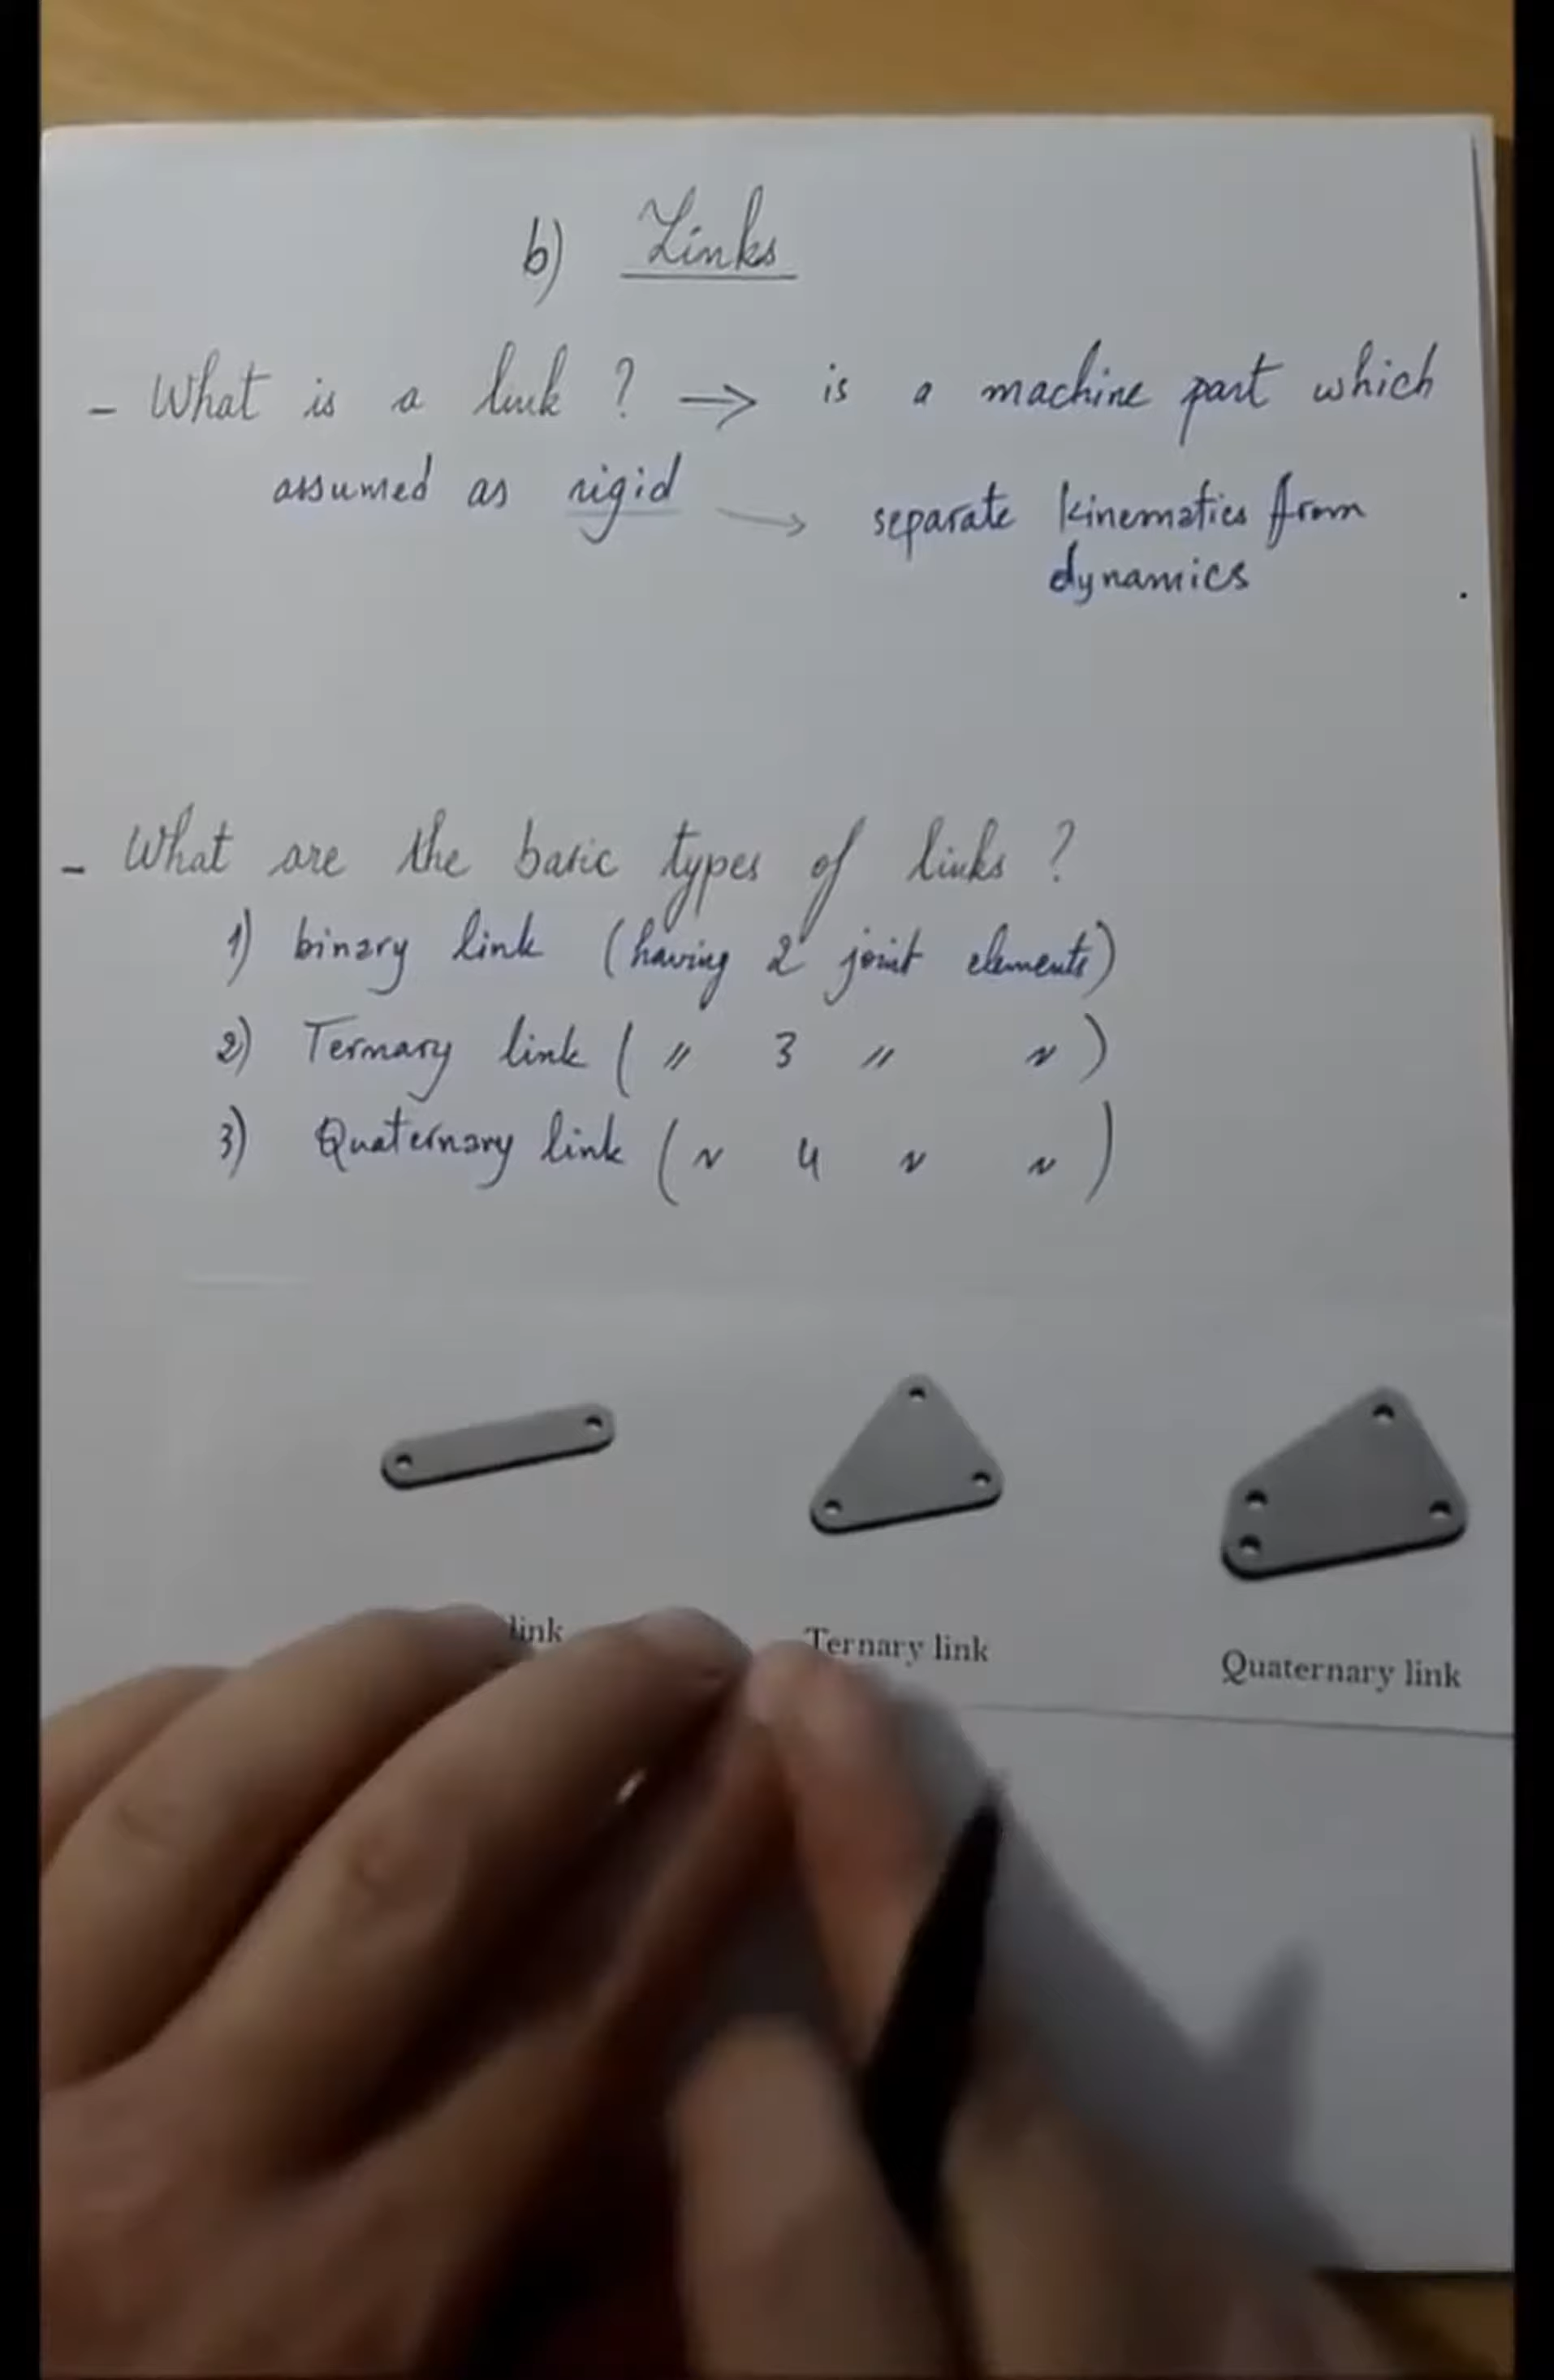 b) Links
- What is a link ? → is a machine part which
assumed as rigid → separate kinematics from
dynamics
- What are the basic types of links ?
1) binary link (having 2 joint elements)
2) Ternary link ( " 3 " " )
3) Quaternary link ( " 4 " " )
link
Ternary link
Quaternary link